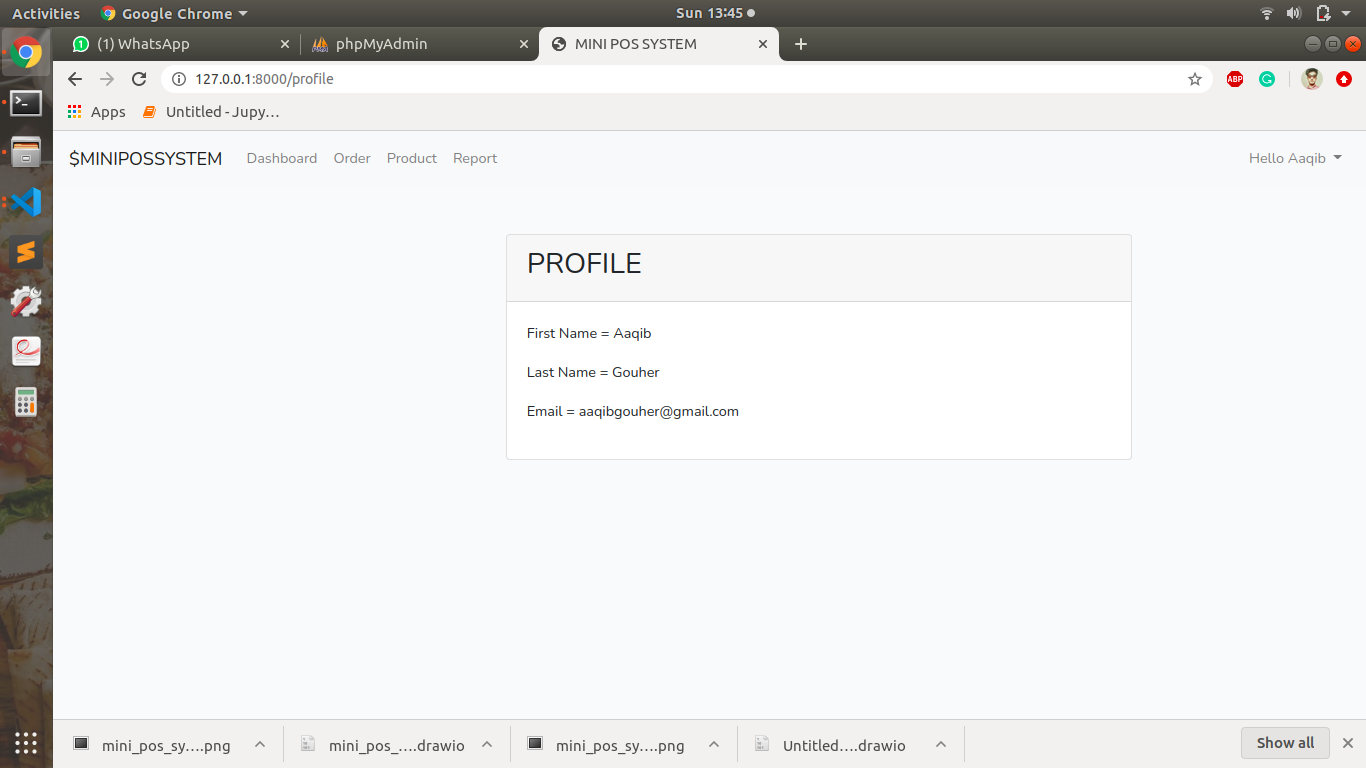 Activities Google Chrome Sun 13:45
(1) WhatsApp phpMyAdmin MINI POS SYSTEM
127.0.0.1:8000/profile ABP
Apps Untitled - Jupy…
$MINIPOSSYSTEM Dashboard Order Product Report Hello Aaqib
PROFILE
First Name = Aaqib
Last Name = Gouher
Email = aaqibgouher@gmail.com
mini_pos_sy….png mini_pos_….drawio mini_pos_sy….png Untitled….drawio Show all